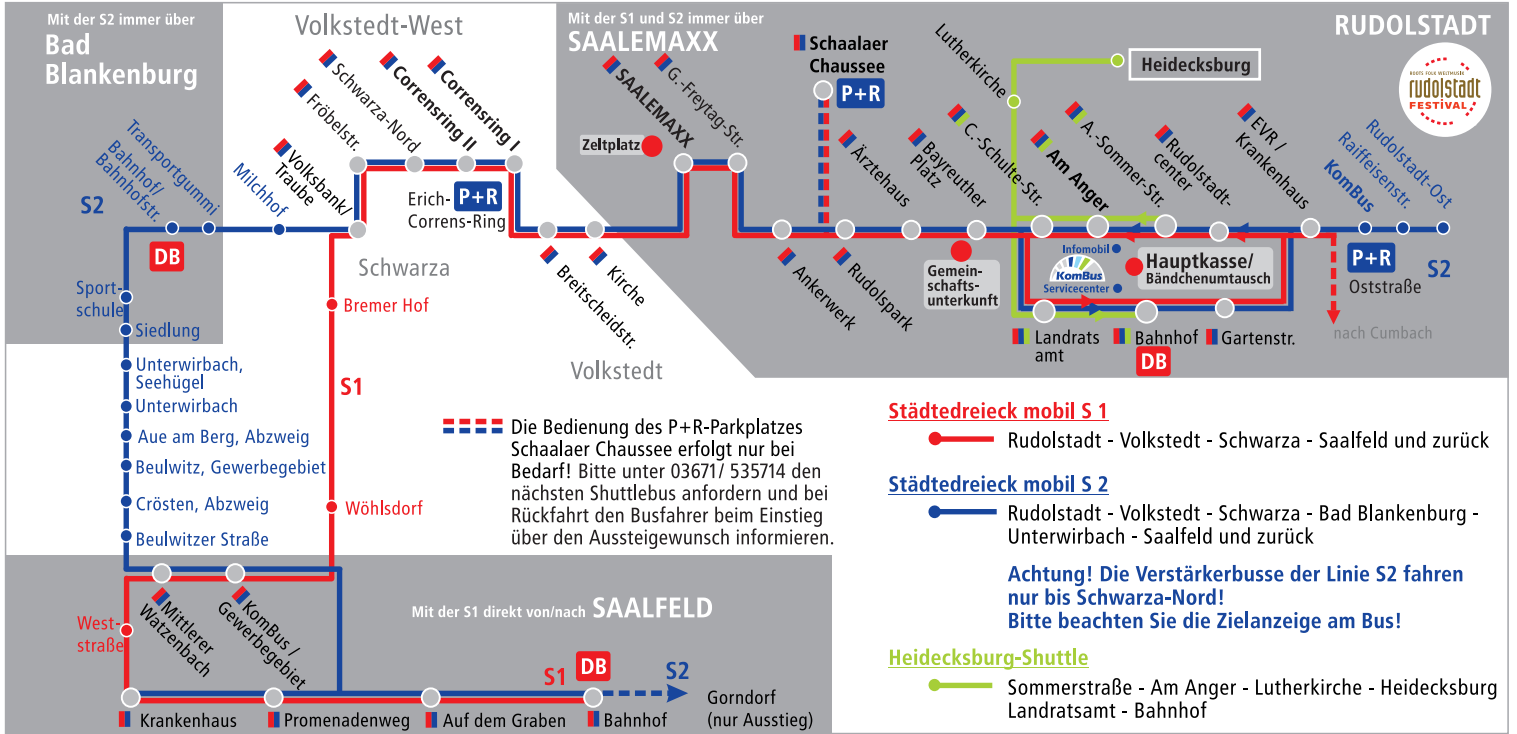 Mit der S2 immer über
Bad
Blankenburg
Volkstedt-West
Mit der S1 und S2 immer über
SAALEMAXX
RUDOLSTADT
ROOTS FOLK WELTMUSIK
rudolstadt
FESTIVAL
S2
Transportgummi
Bahnhof/
Bahnhofstr.
DB
Milchhof
Volksbank/
Traube
Fröbelstr.
Schwarza-Nord
Corrensring II
Corrensring I
Erich-
Correns-Ring
P+R
Schwarza
Breitscheidstr.
Kirche
Volkstedt
Zeltplatz
SAALEMAXX
G.-Freytag-Str.
Schaalaer
Chaussee
P+R
Ankerwerk
Ärztehaus
Rudolspark
Bayreuther
Platz
Gemein-
schafts-
unterkunft
Lutherkirche
Heidecksburg
C.-Schulte-Str.
Am Anger
A.-Sommer-Str.
Rudolstadt-
center
EVR /
Krankenhaus
KomBus
Raiffeisenstr.
Rudolstadt-Ost
P+R
Oststraße
S2
nach Cumbach
Infomobil
KomBus
Servicecenter
Hauptkasse/
Bändchenumtausch
Landrats
amt
Bahnhof
DB
Gartenstr.
Sport-
schule
Siedlung
Unterwirbach,
Seehügel
Unterwirbach
Aue am Berg, Abzweig
Beulwitz, Gewerbegebiet
Crösten, Abzweig
Beulwitzer Straße
Bremer Hof
S1
Wöhlsdorf
Die Bedienung des P+R-Parkplatzes
Schaalaer Chaussee erfolgt nur bei
Bedarf! Bitte unter 03671/ 535714 den
nächsten Shuttlebus anfordern und bei
Rückfahrt den Busfahrer beim Einstieg
über den Aussteigewunsch informieren.
Mit der S1 direkt von/nach SAALFELD
West-
straße
Mittlerer
Watzenbach
KomBus /
Gewerbegebiet
S1
DB
S2
Krankenhaus
Promenadenweg
Auf dem Graben
Bahnhof
Gorndorf
(nur Ausstieg)
Städtedreieck mobil S 1
Rudolstadt - Volkstedt - Schwarza - Saalfeld und zurück
Städtedreieck mobil S 2
Rudolstadt - Volkstedt - Schwarza - Bad Blankenburg -
Unterwirbach - Saalfeld und zurück
Achtung! Die Verstärkerbusse der Linie S2 fahren
nur bis Schwarza-Nord!
Bitte beachten Sie die Zielanzeige am Bus!
Heidecksburg-Shuttle
Sommerstraße - Am Anger - Lutherkirche - Heidecksburg
Landratsamt - Bahnhof